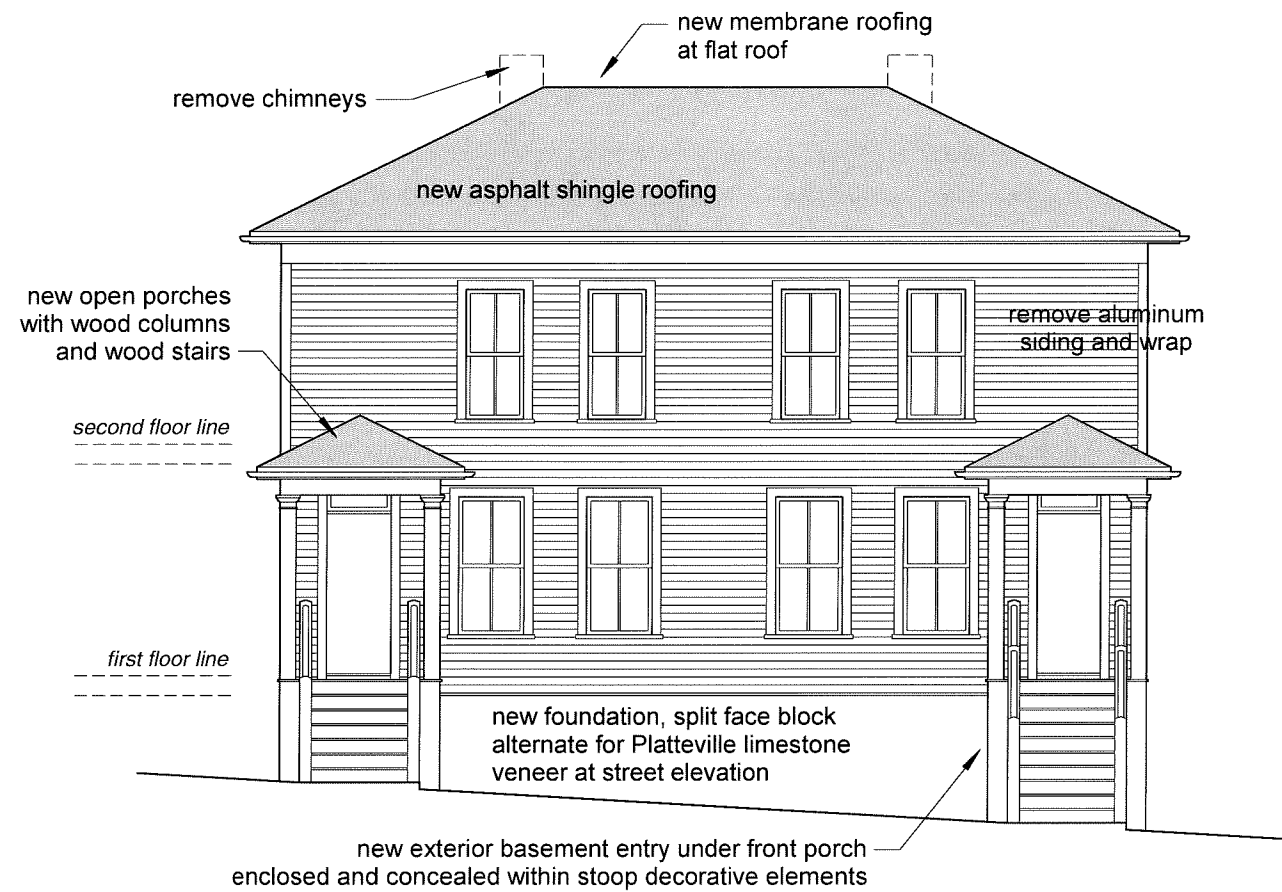 new membrane roofing
at flat roof
remove chimneys
new asphalt shingle roofing
new open porches
with wood columns
and wood stairs
remove aluminum
siding and wrap
second floor line
first floor line
new foundation, split face block
alternate for Platteville limestone
veneer at street elevation
new exterior basement entry under front porch
enclosed and concealed within stoop decorative elements